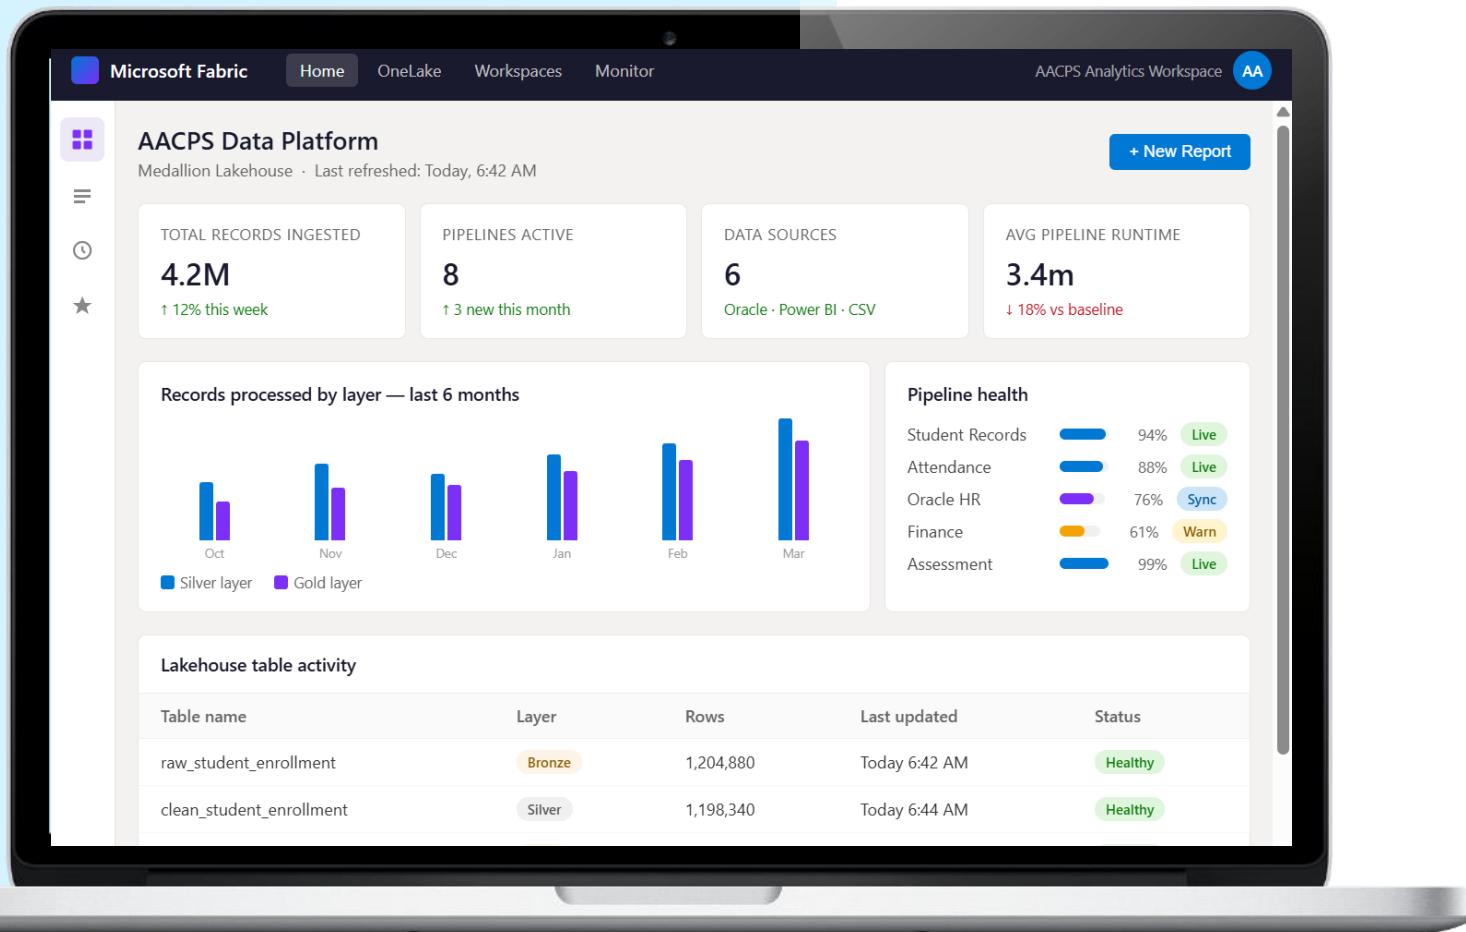 Microsoft Fabric Home OneLake Workspaces Monitor AACPS Analytics Workspace AA
AACPS Data Platform
Medallion Lakehouse · Last refreshed: Today, 6:42 AM
+ New Report
TOTAL RECORDS INGESTED
4.2M
↑ 12% this week
PIPELINES ACTIVE
8
↑ 3 new this month
DATA SOURCES
6
Oracle · Power BI · CSV
AVG PIPELINE RUNTIME
3.4m
↓ 18% vs baseline
Records processed by layer — last 6 months
Oct Nov Dec Jan Feb Mar
Silver layer Gold layer
Pipeline health
Student Records 94% Live
Attendance 88% Live
Oracle HR 76% Sync
Finance 61% Warn
Assessment 99% Live
Lakehouse table activity
Table name Layer Rows Last updated Status
raw_student_enrollment Bronze 1,204,880 Today 6:42 AM Healthy
clean_student_enrollment Silver 1,198,340 Today 6:44 AM Healthy